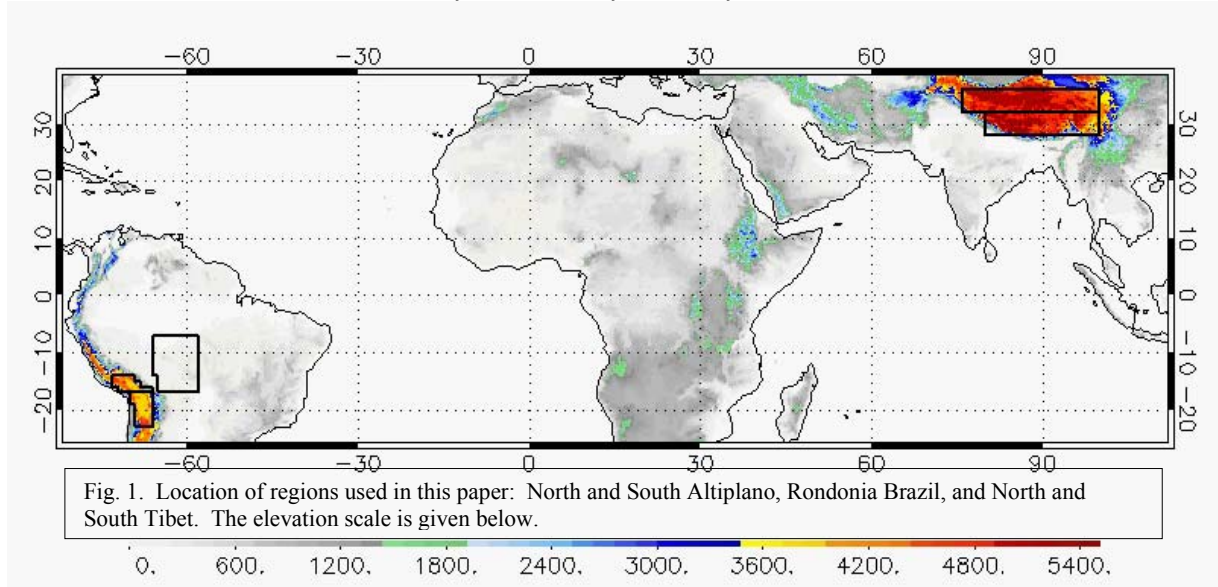 −60 −30 0 30 60 90
30 30
20 20
10 10
0 0
−10 −10
−20 −20
−60 −30 0 30 60 90
Fig. 1. Location of regions used in this paper: North and South Altiplano, Rondonia Brazil, and North and
South Tibet. The elevation scale is given below.
0. 600. 1200. 1800. 2400. 3000. 3600. 4200. 4800. 5400.